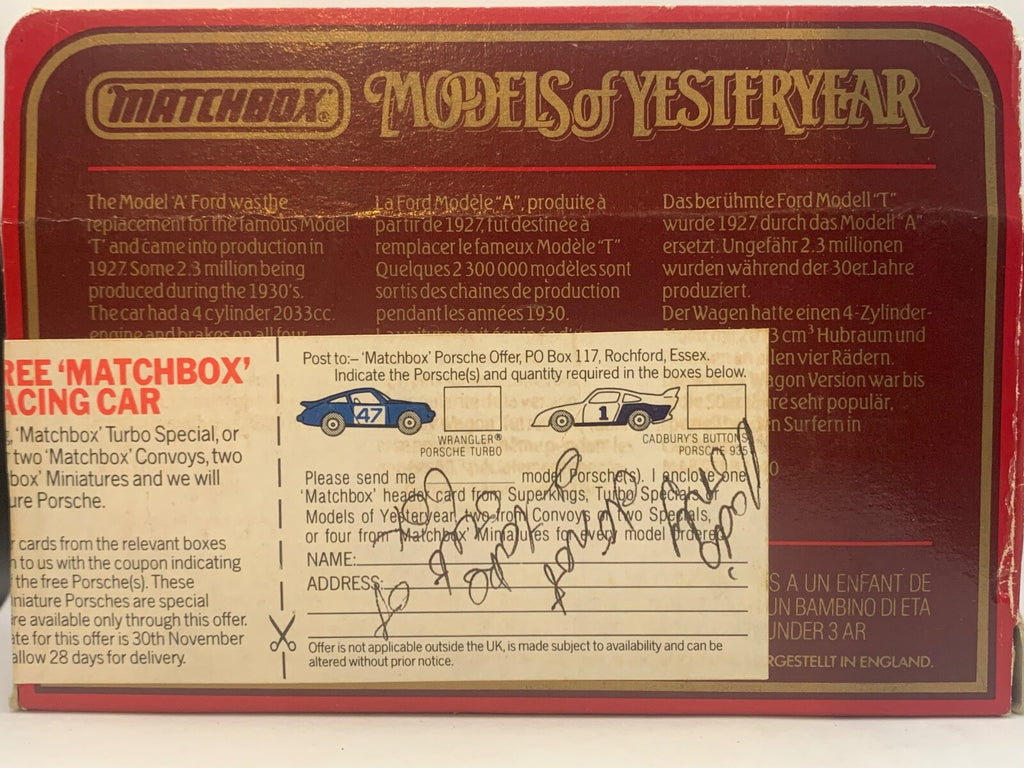 MATCHBOX®
MODELS of YESTERYEAR
The Model 'A' Ford was the
replacement for the famous Model
'T' and came into production in
1927. Some 2.3 million being
produced during the 1930's.
The car had a 4 cylinder 2033cc.
engine and brakes on all four
La Ford Modèle "A", produite à
partir de 1927, fut destinée à
remplacer le fameux Modèle "T"
Quelques 2 300 000 modèles sont
sortis des chaines de production
pendant les années 1930.
La voiture était équipée d'un
Das berühmte Ford Modell "T"
wurde 1927 durch das Modell "A"
ersetzt. Ungefähr 2.3 millionen
wurden während der 30er Jahre
produziert.
Der Wagen hatte einen 4-Zylinder-
3 cm³ Hubraum und
len vier Rädern.
agon Version war bis
re sehr populär,
n Surfern in
REE 'MATCHBOX'
ACING CAR
'Matchbox' Turbo Special, or
two 'Matchbox' Convoys, two
box' Miniatures and we will
ure Porsche.
r cards from the relevant boxes
n to us with the coupon indicating
the free Porsche(s). These
iniature Porsches are special
re available only through this offer.
ate for this offer is 30th November
allow 28 days for delivery.
Post to:– 'Matchbox' Porsche Offer, PO Box 117, Rochford, Essex.
Indicate the Porsche(s) and quantity required in the boxes below.
47
1
WRANGLER®
PORSCHE TURBO
CADBURY'S BUTTONS
PORSCHE 935
Please send me model Porsche(s). I enclose one
'Matchbox' header card from Superkings, Turbo Specials or
Models of Yesteryear, two from Convoys or Two Specials,
or four from 'Matchbox' Miniatures for every model ordered.
NAME:
ADDRESS:
Offer is not applicable outside the UK, is made subject to availability and can be
altered without prior notice.
S A UN ENFANT DE
UN BAMBINO DI ETA
UNDER 3 AR
RGESTELLT IN ENGLAND.